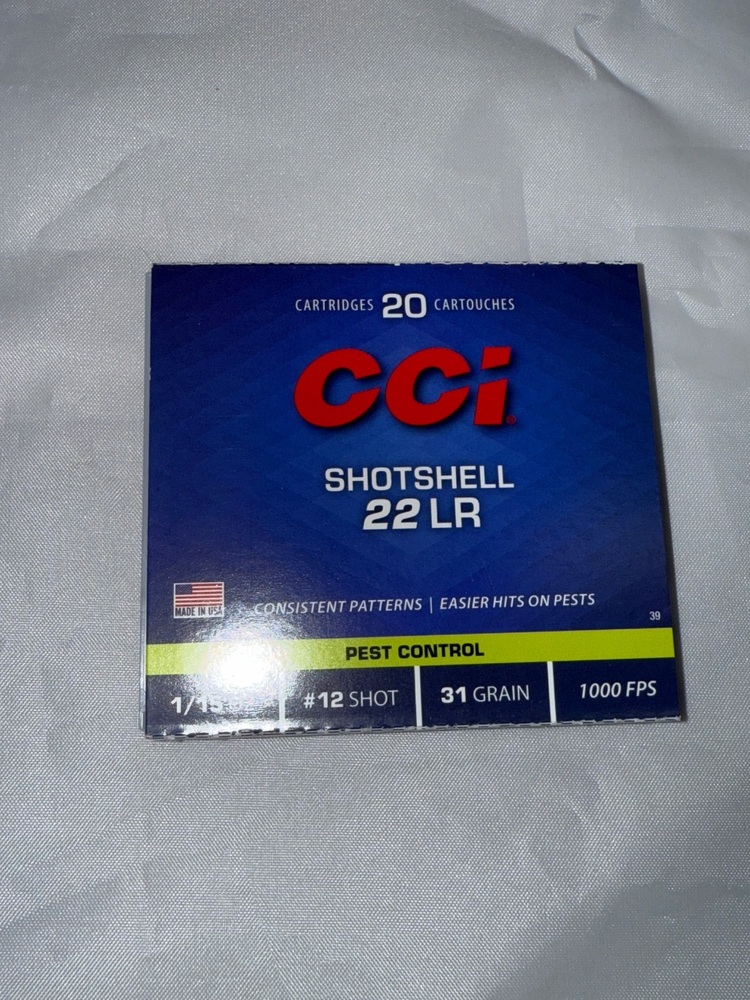 CARTRIDGES 20 CARTOUCHES
CCI
SHOTSHELL
22 LR
MADE IN USA
CONSISTENT PATTERNS | EASIER HITS ON PESTS
39
PEST CONTROL
#12 SHOT
31 GRAIN
1000 FPS